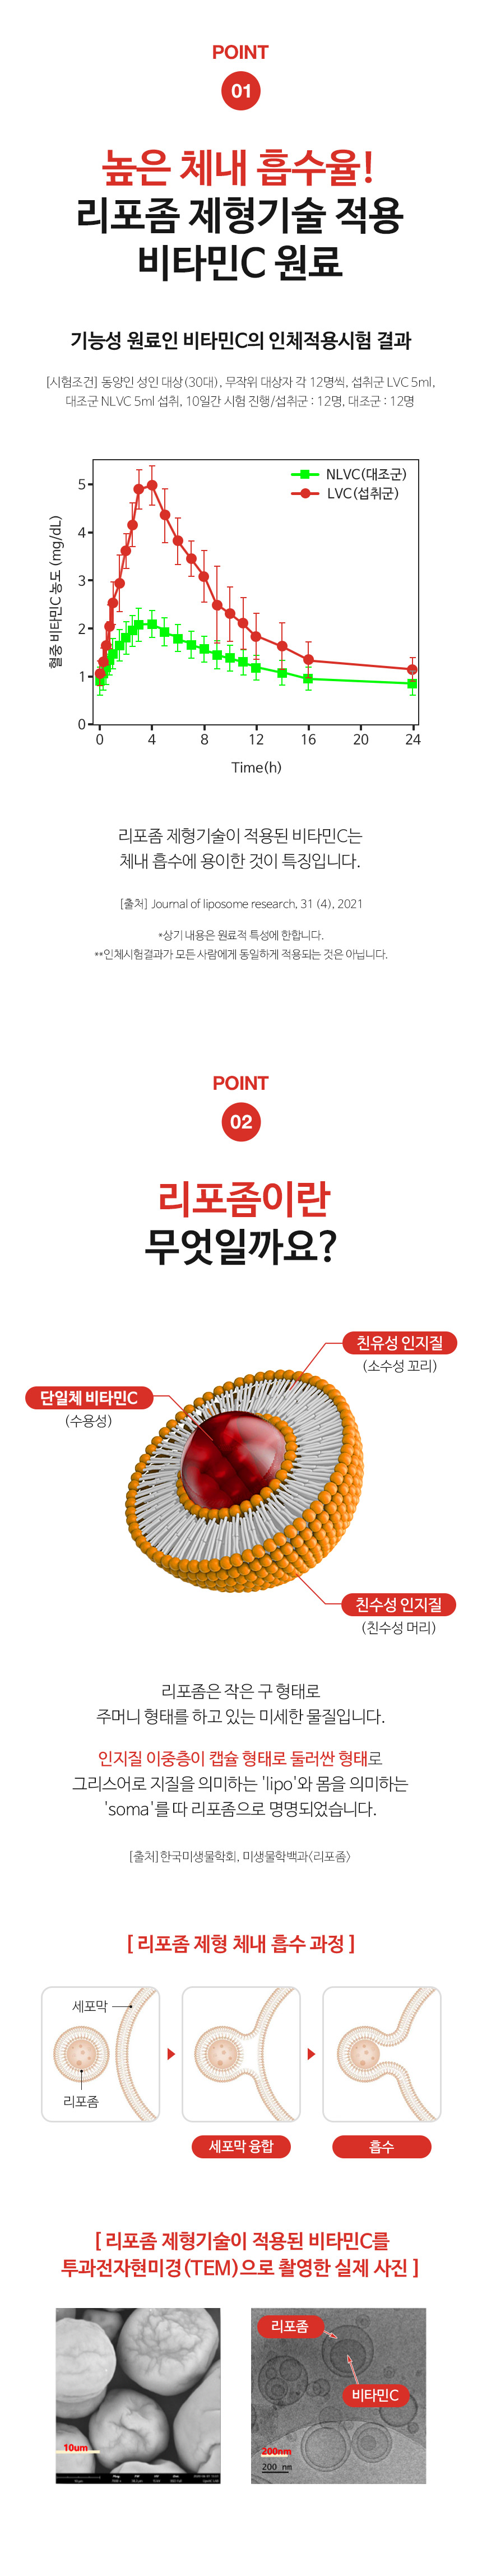 POINT
01
높은 체내 흡수율!
리포좀 제형기술 적용
비타민C 원료
기능성 원료인 비타민C의 인체적용시험 결과
[시험조건] 동양인 성인 대상(30대), 무작위 대상자 각 12명씩, 섭취군 LVC 5ml,
대조군 NLVC 5ml 섭취, 10일간 시험 진행/섭취군 : 12명, 대조군 : 12명
혈중 비타민C 농도 (mg/dL)
5
4
3
2
1
0
NLVC(대조군)
LVC(섭취군)
0 4 8 12 16 20 24
Time(h)
리포좀 제형기술이 적용된 비타민C는
체내 흡수에 용이한 것이 특징입니다.
[출처] Journal of liposome research, 31 (4), 2021
*상기 내용은 원료적 특성에 한합니다.
**인체시험결과가 모든 사람에게 동일하게 적용되는 것은 아닙니다.
POINT
02
리포좀이란
무엇일까요?
친유성 인지질
(소수성 꼬리)
단일체 비타민C
(수용성)
친수성 인지질
(친수성 머리)
리포좀은 작은 구 형태로
주머니 형태를 하고 있는 미세한 물질입니다.
인지질 이중층이 캡슐 형태로 둘러싼 형태로
그리스어로 지질을 의미하는 'lipo'와 몸을 의미하는
'soma'를 따 리포좀으로 명명되었습니다.
[출처] 한국미생물학회, 미생물학백과<리포좀>
[ 리포좀 제형 체내 흡수 과정 ]
세포막
리포좀
세포막 융합
흡수
[ 리포좀 제형기술이 적용된 비타민C를
투과전자현미경(TEM)으로 촬영한 실제 사진 ]
10um
리포좀
비타민C
200nm
200 nm